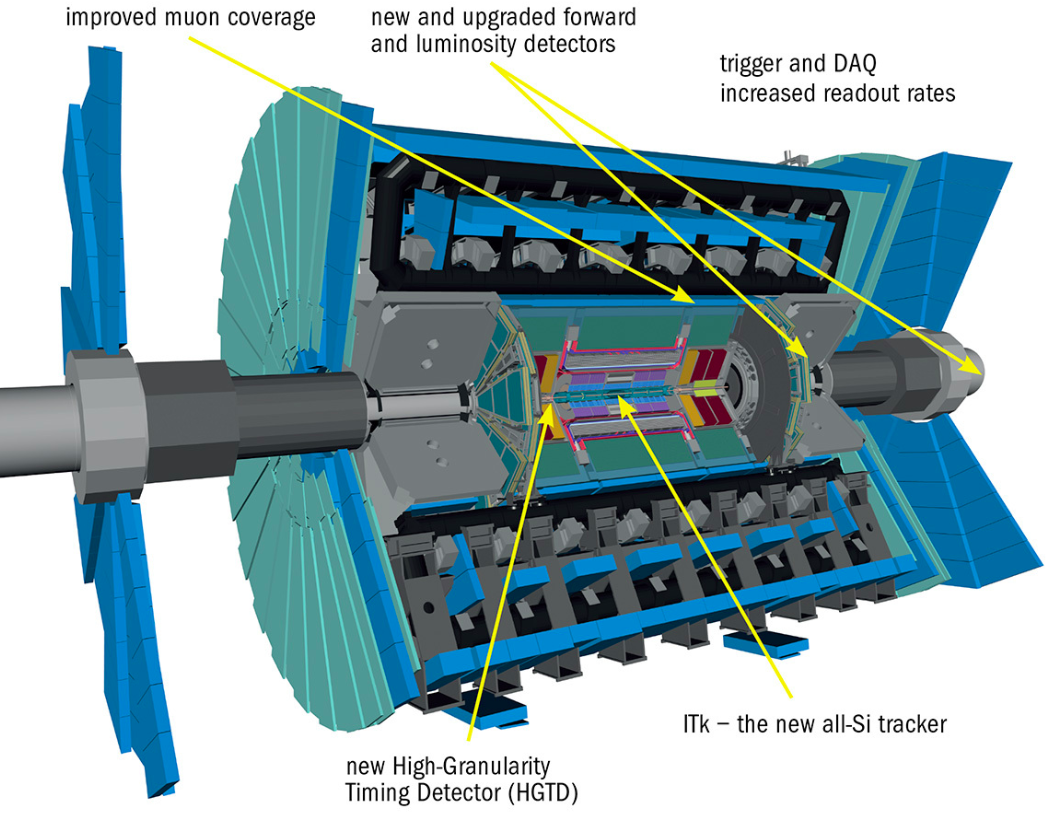 improved muon coverage
new and upgraded forward
and luminosity detectors
trigger and DAQ
increased readout rates
ITk – the new all-Si tracker
new High-Granularity
Timing Detector (HGTD)